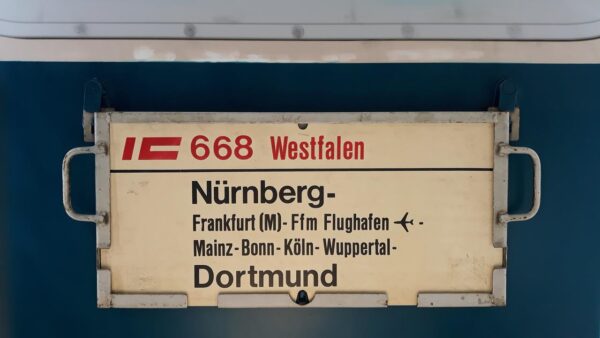 IC 668 Westfalen
Nürnberg-
Frankfurt (M)- Ffm Flughafen ✈ -
Mainz-Bonn-Köln-Wuppertal-
Dortmund